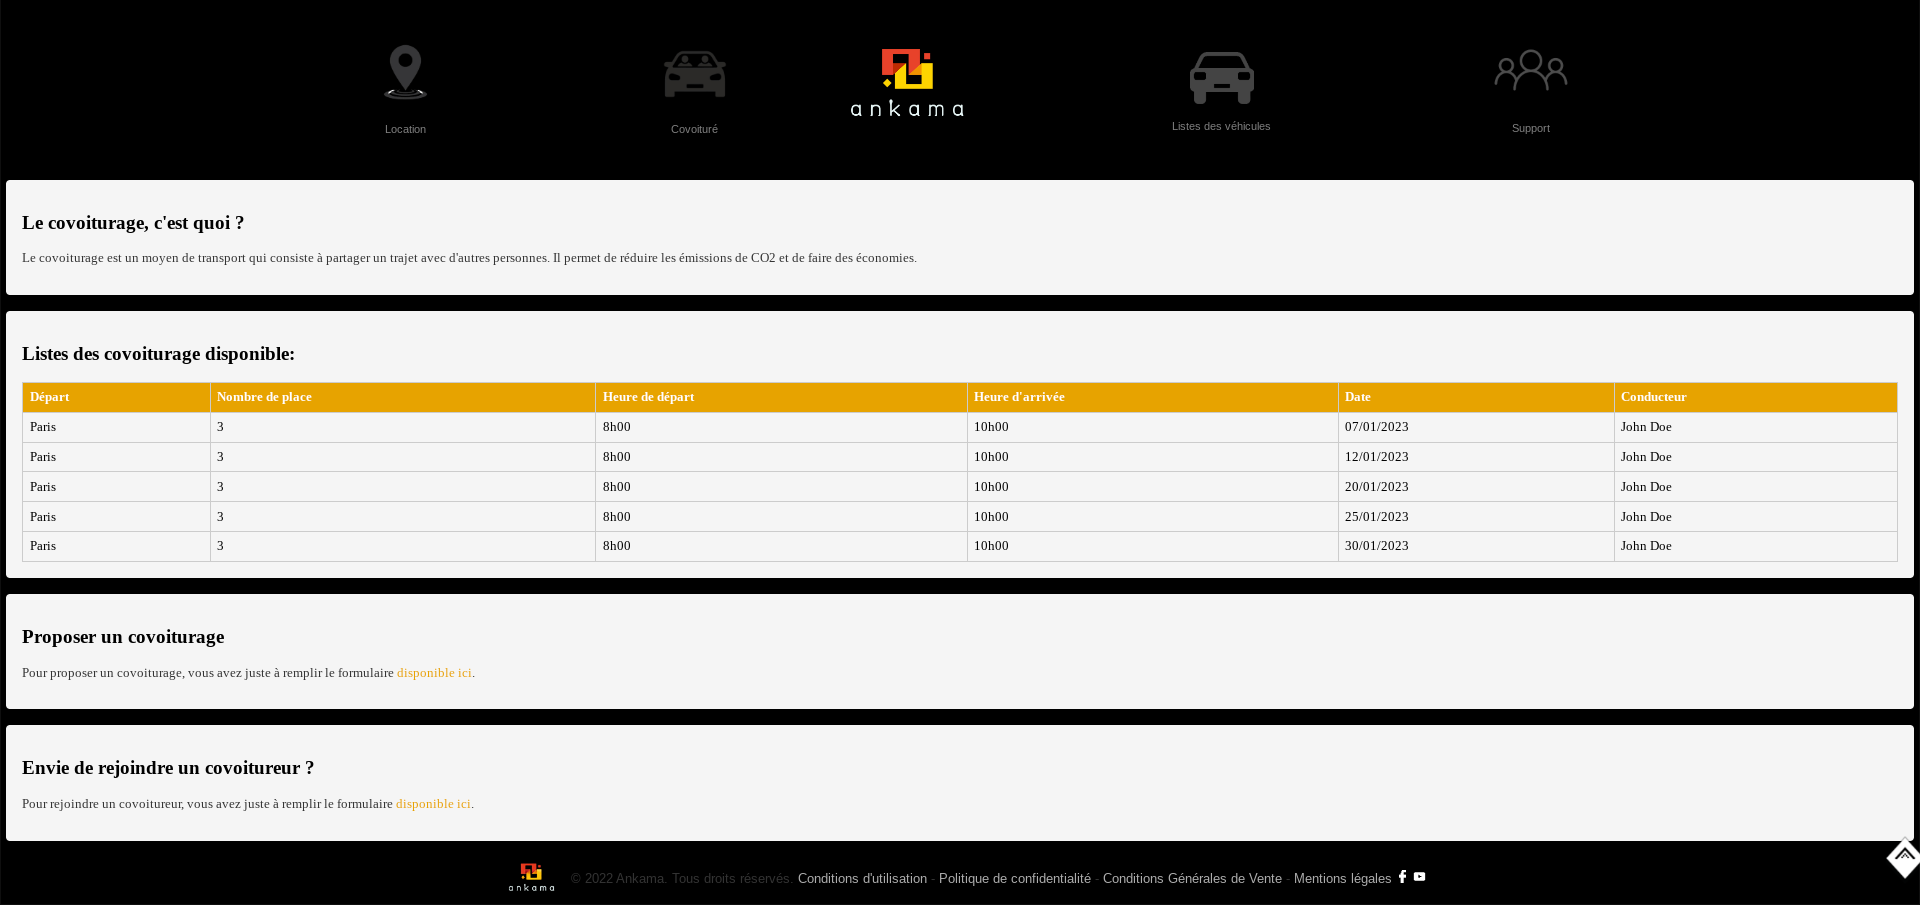 Location
Covoituré
ankama
Listes des véhicules
Support
Le covoiturage, c'est quoi ?
Le covoiturage est un moyen de transport qui consiste à partager un trajet avec d'autres personnes. Il permet de réduire les émissions de CO2 et de faire des économies.
Listes des covoiturage disponible:
Départ Nombre de place Heure de départ Heure d'arrivée Date Conducteur
Paris 3 8h00 10h00 07/01/2023 John Doe
Paris 3 8h00 10h00 12/01/2023 John Doe
Paris 3 8h00 10h00 20/01/2023 John Doe
Paris 3 8h00 10h00 25/01/2023 John Doe
Paris 3 8h00 10h00 30/01/2023 John Doe
Proposer un covoiturage
Pour proposer un covoiturage, vous avez juste à remplir le formulaire disponible ici.
Envie de rejoindre un covoitureur ?
Pour rejoindre un covoitureur, vous avez juste à remplir le formulaire disponible ici.
ankama © 2022 Ankama. Tous droits réservés. Conditions d'utilisation - Politique de confidentialité - Conditions Générales de Vente - Mentions légales